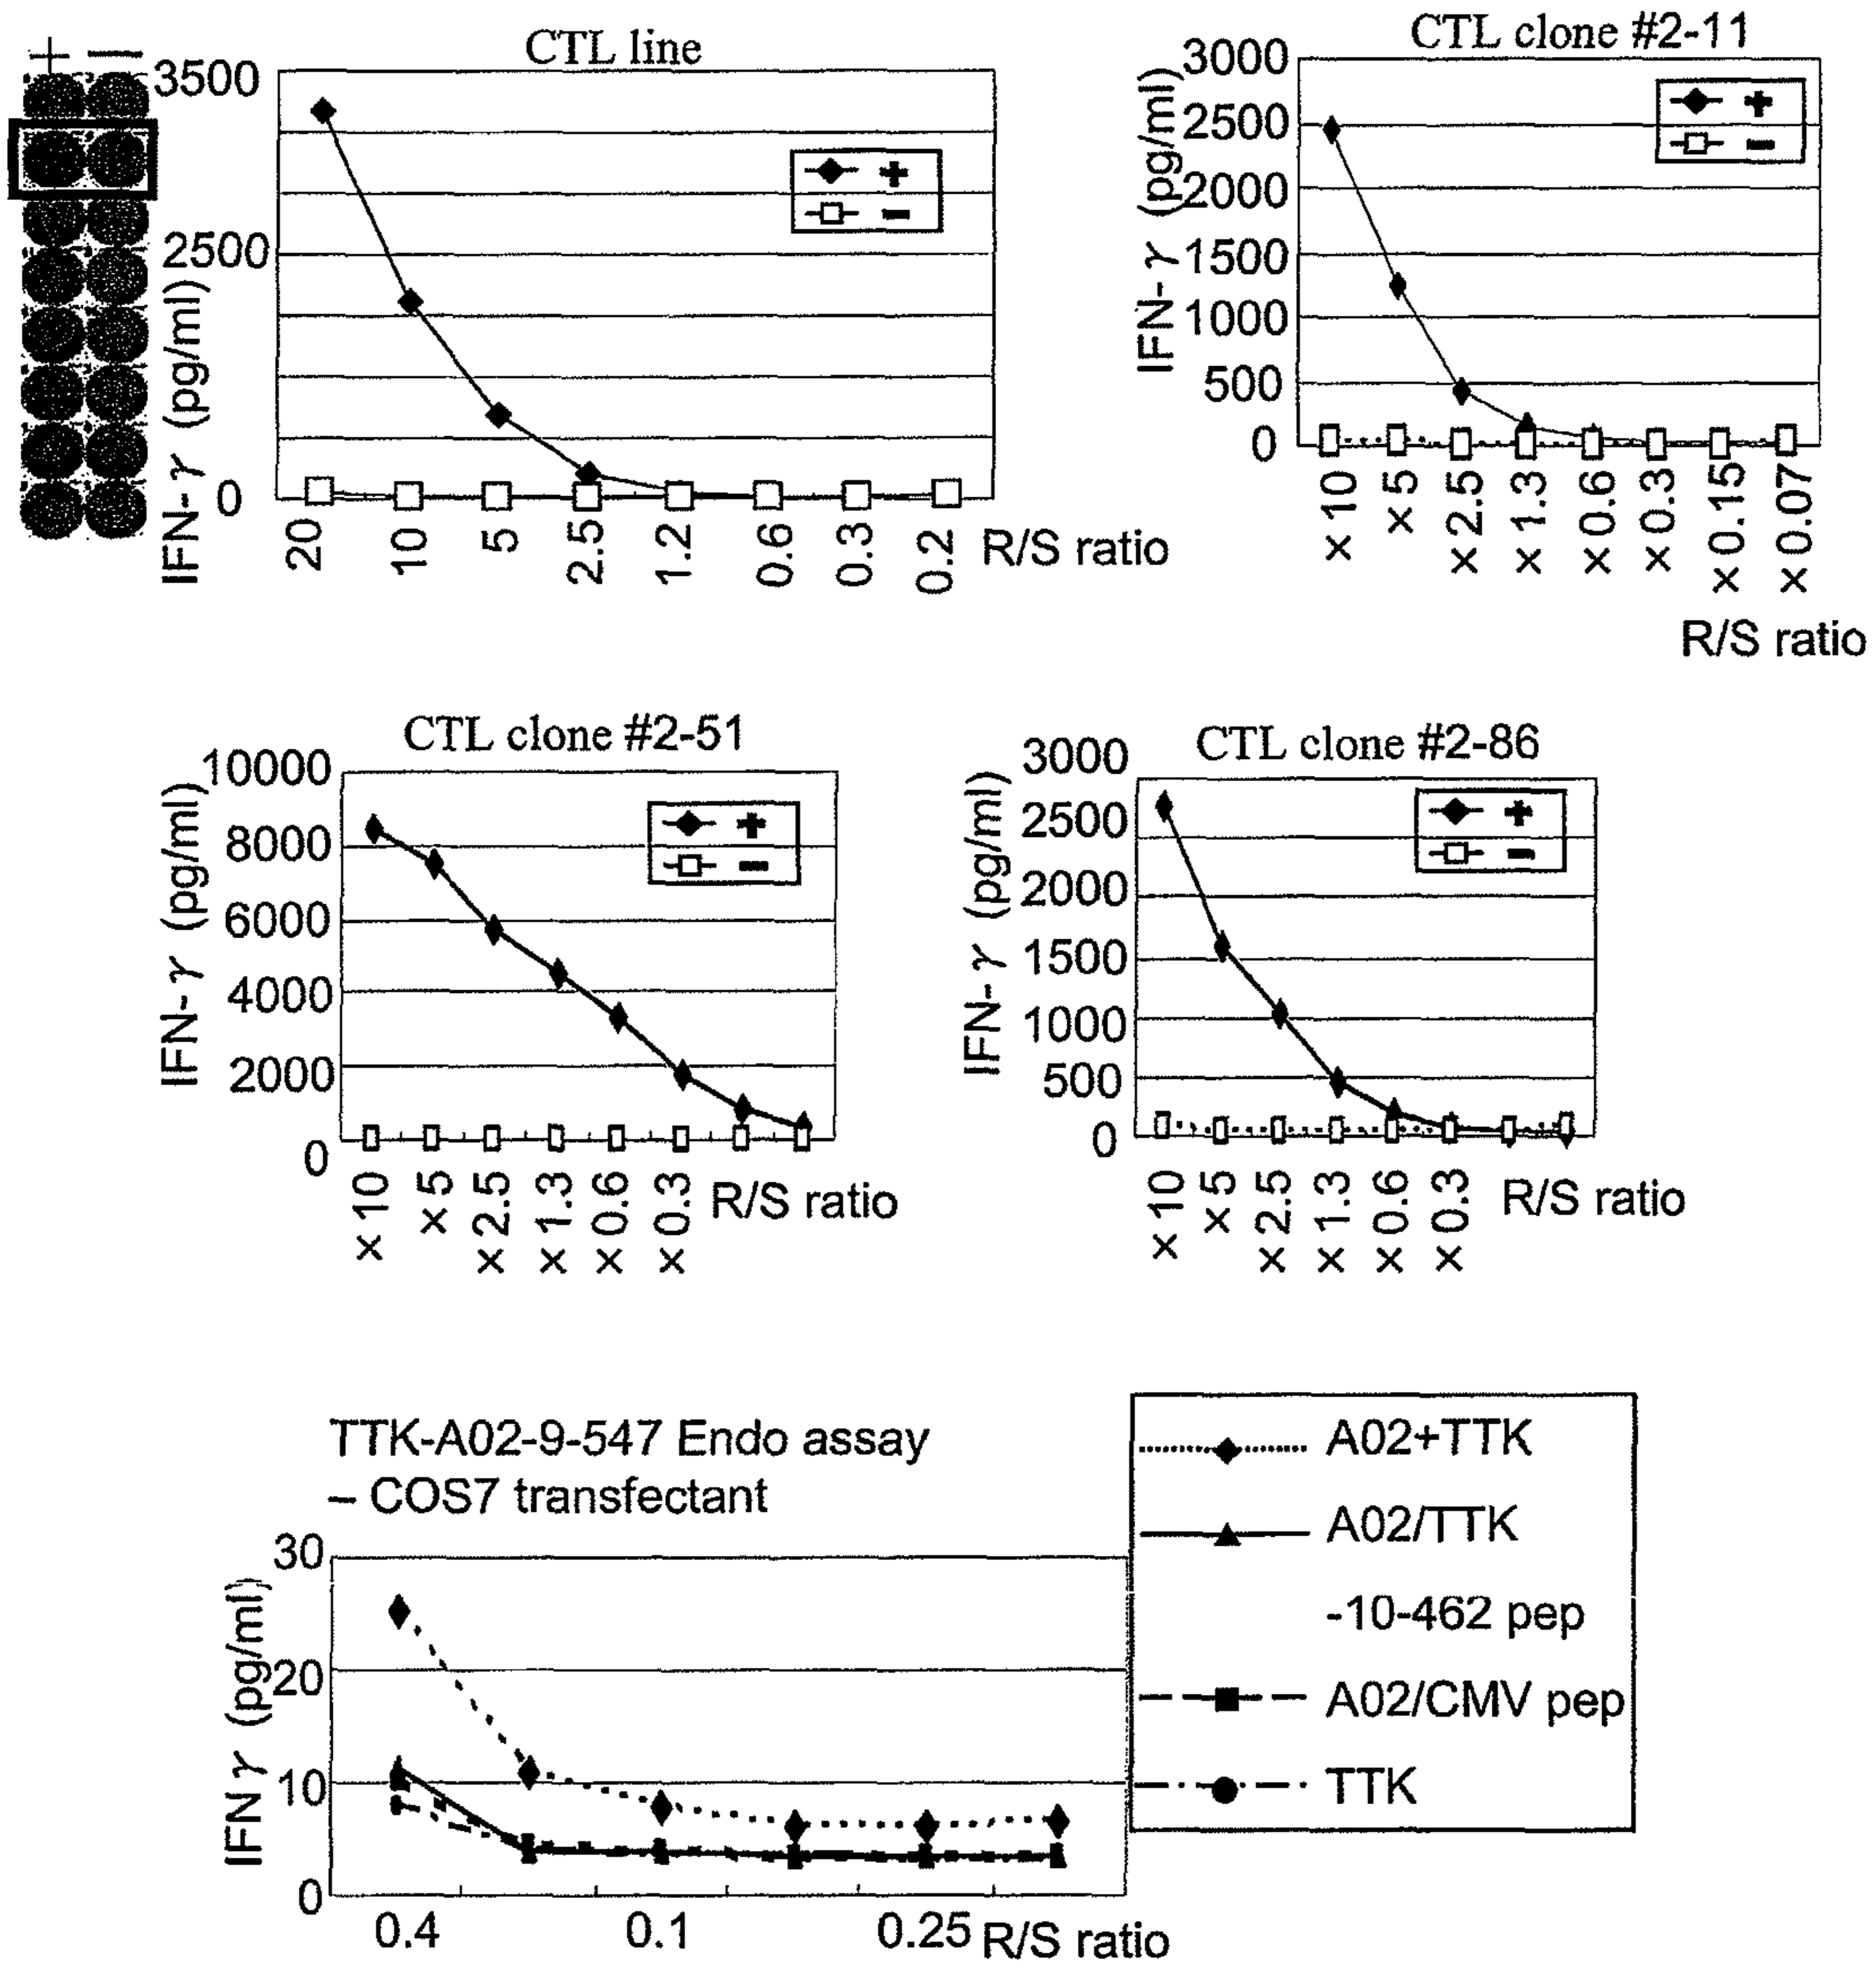 + −
CTL line
3500
2500
0
IFN-γ (pg/ml)
+
−
20 10 5 2.5 1.2 0.6 0.3 0.2
R/S ratio
CTL clone #2-11
3000
2500
2000
1500
1000
500
0
IFN-γ (pg/ml)
+
−
×10 ×5 ×2.5 ×1.3 ×0.6 ×0.3 ×0.15 ×0.07
R/S ratio
CTL clone #2-51
10000
8000
6000
4000
2000
0
IFN-γ (pg/ml)
+
−
×10 ×5 ×2.5 ×1.3 ×0.6 ×0.3
R/S ratio
CTL clone #2-86
3000
2500
2000
1500
1000
500
0
IFN-γ (pg/ml)
+
−
×10 ×5 ×2.5 ×1.3 ×0.6 ×0.3
R/S ratio
TTK-A02-9-547 Endo assay
– COS7 transfectant
30
20
10
0
IFNγ (pg/ml)
0.4 0.1 0.25
R/S ratio
A02+TTK
A02/TTK
-10-462 pep
A02/CMV pep
TTK